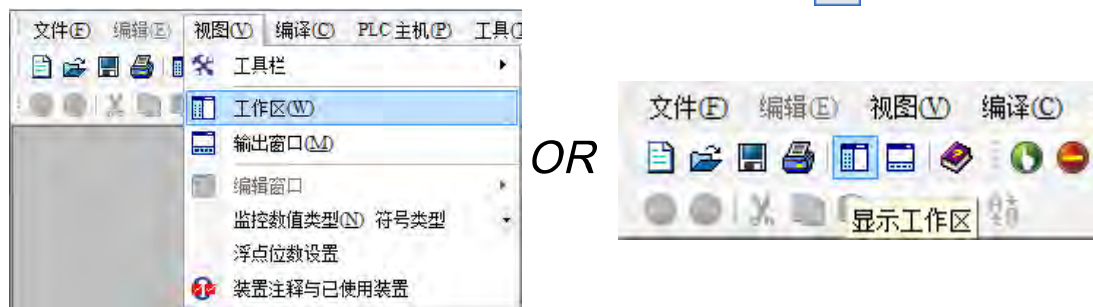 文件(F) 编辑(E) 视图(V) 编译(C) PLC主机(P) 工具(
工具栏
工作区(W)
输出窗口(M)
编辑窗口
监控数值类型(N) 符号类型
浮点位数设置
装置注释与已使用装置
OR
文件(F) 编辑(E) 视图(V) 编译(C)
显示工作区